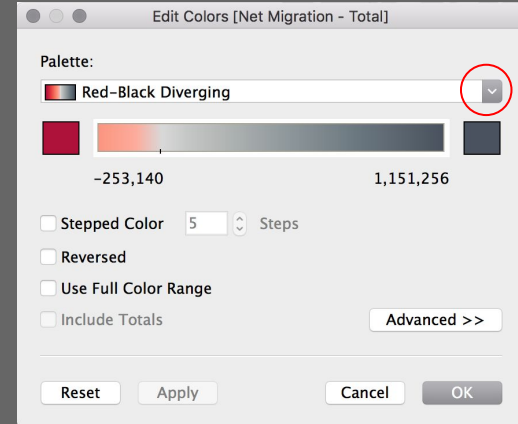 Edit Colors [Net Migration - Total]
Palette:
Red-Black Diverging
-253,140 1,151,256
Stepped Color 5 Steps
Reversed
Use Full Color Range
Include Totals Advanced >>
Reset Apply Cancel OK